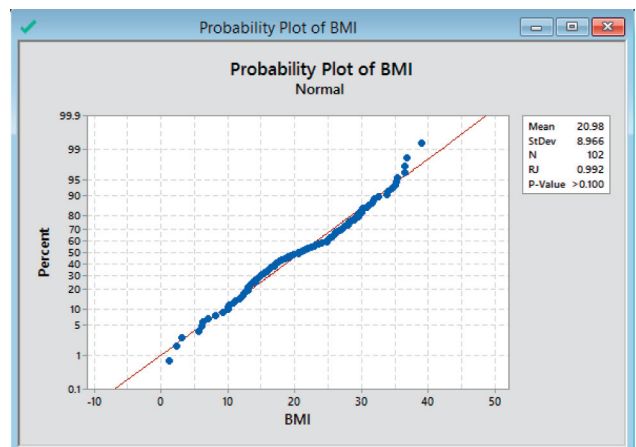 Probability Plot of BMI
Probability Plot of BMI
Normal
99.9
99
95
90
80
70
60
50
40
30
20
10
5
1
0.1
Percent
-10 0 10 20 30 40 50
BMI
Mean 20.98
StDev 8.966
N 102
RJ 0.992
P-Value >0.100